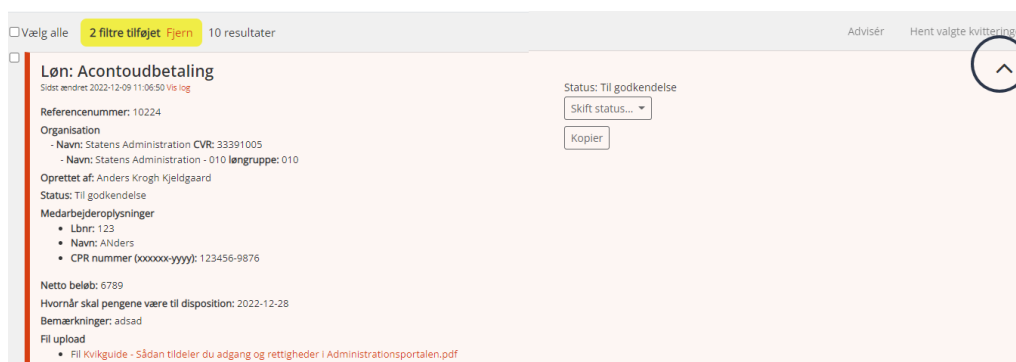 Vælg alle 2 filtre tilføjet Fjern 10 resultater Advisér Hent valgte kvitteringe
Løn: Acontoudbetaling
Sidst ændret 2022-12-09 11:06:50 Vis log
Status: Til godkendelse
Skift status...
Referencenummer: 10224
Kopier
Organisation
- Navn: Statens Administration CVR: 33391005
- Navn: Statens Administration - 010 løngruppe: 010
Oprettet af: Anders Krogh Kjeldgaard
Status: Til godkendelse
Medarbejderoplysninger
• Lbnr: 123
• Navn: ANders
• CPR nummer (xxxxxx-yyyy): 123456-9876
Netto beløb: 6789
Hvornår skal pengene være til disposition: 2022-12-28
Bemærkninger: adsad
Fil upload
• Fil Kvikguide - Sådan tildeler du adgang og rettigheder i Administrationsportalen.pdf